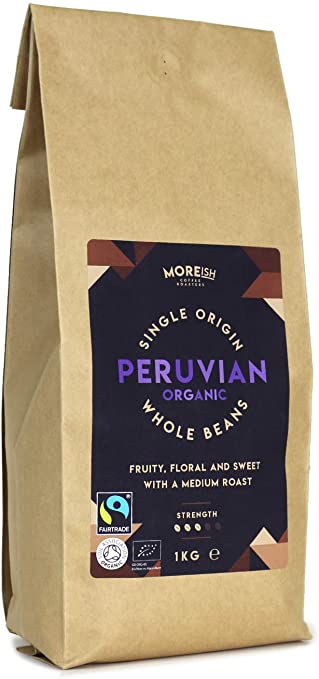 MOREISH
COFFEE
ROASTERS
SINGLE ORIGIN
PERUVIAN
ORGANIC
WHOLE BEANS
FRUITY, FLORAL AND SWEET
WITH A MEDIUM ROAST
STRENGTH
FAIRTRADE
ORGANIC
1KG ℮